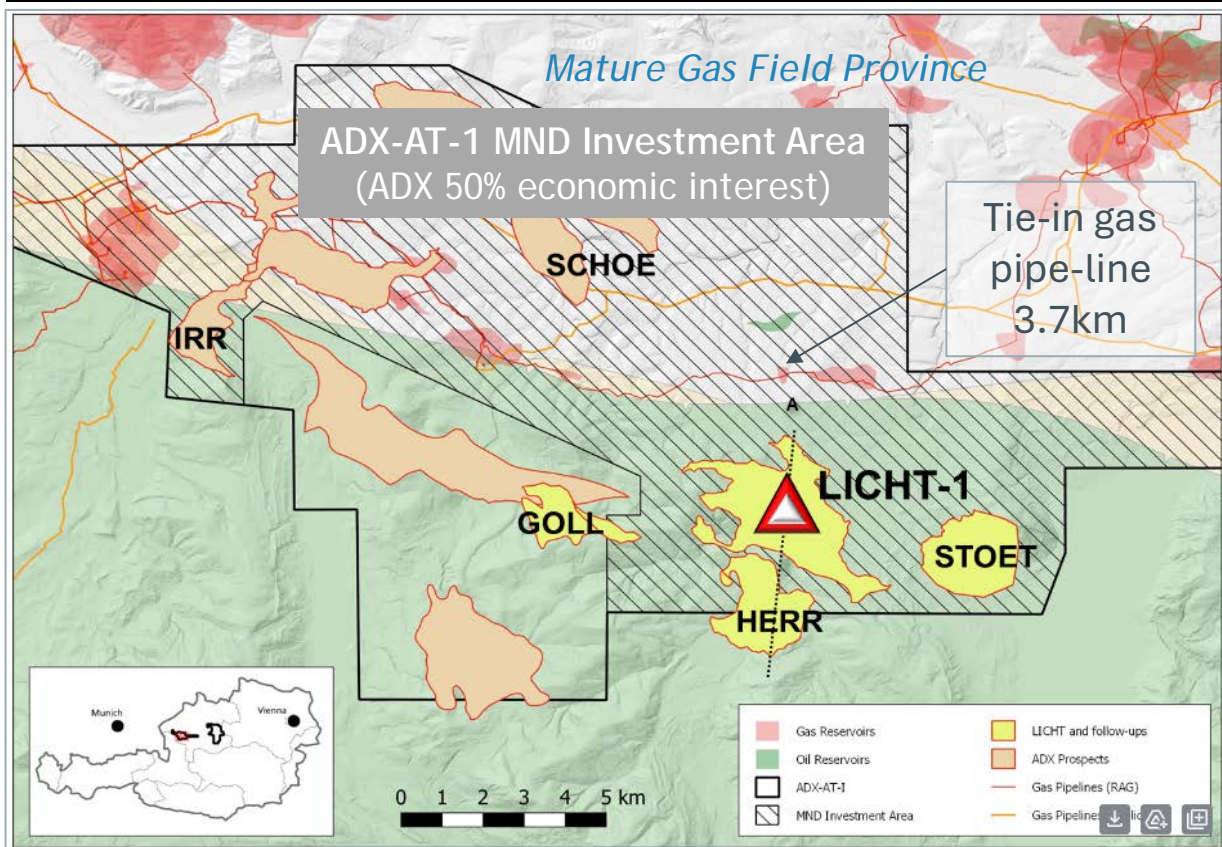 Mature Gas Field Province
ADX-AT-1 MND Investment Area
(ADX 50% economic interest)
Tie-in gas
pipe-line
3.7km
SCHOE
IRR
A
LICHT-1
GOLL
STOET
HERR
Munich
Vienna
0 1 2 3 4 5 km
Gas Reservoirs
Oil Reservoirs
ADX-AT-I
MND Investment Area
LICHT and follow-ups
ADX Prospects
Gas Pipelines (RAG)
Gas Pipelines